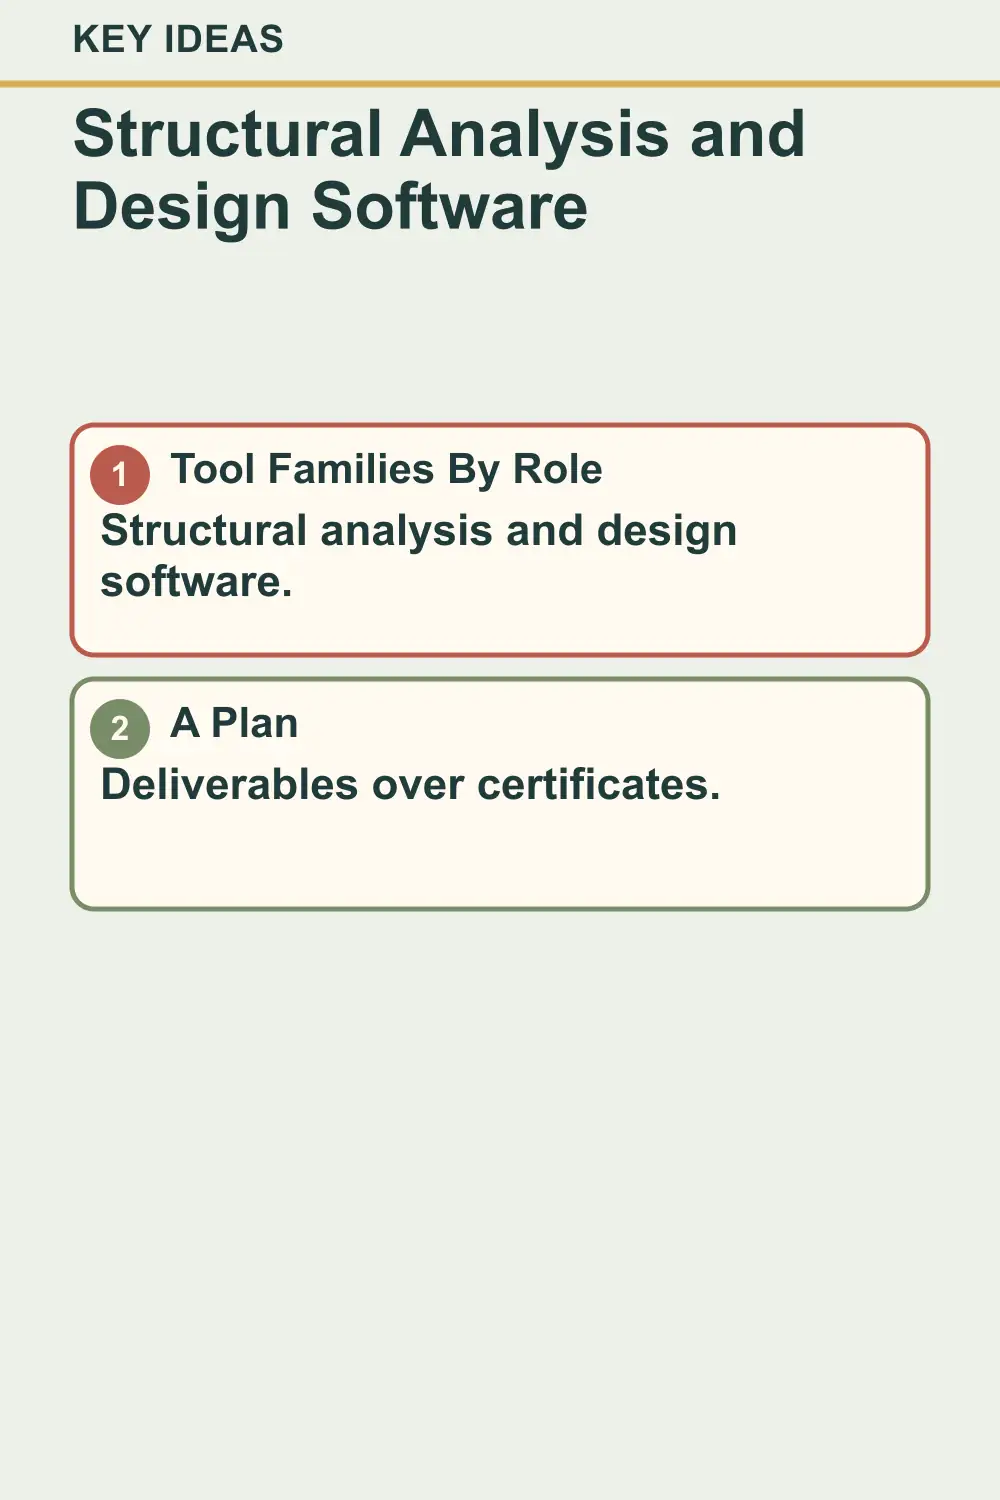 KEY IDEAS
Structural Analysis and
Design Software
1 Tool Families By Role
Structural analysis and design
software.
2 A Plan
Deliverables over certificates.